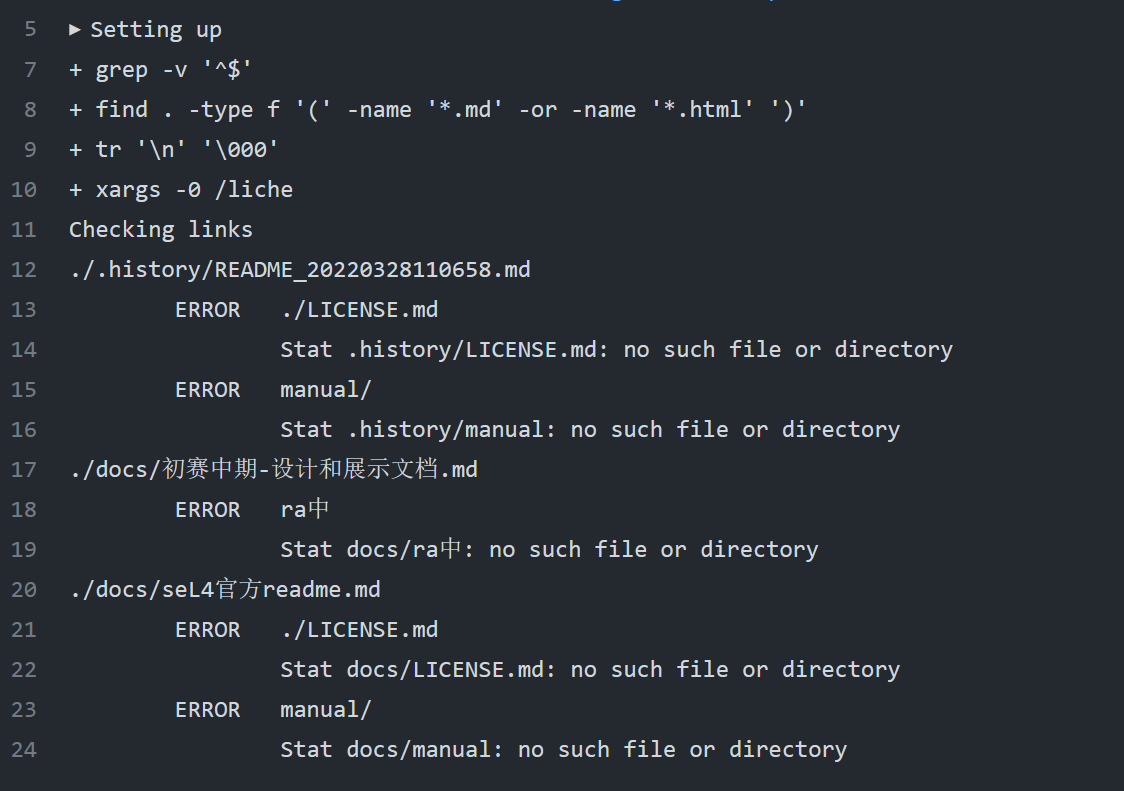 5 ▸ Setting up
7 + grep -v '^$'
8 + find . -type f '(' -name '*.md' -or -name '*.html' ')'
9 + tr '\n' '\000'
10 + xargs -0 /liche
11 Checking links
12 ./.history/README_20220328110658.md
13 ERROR ./LICENSE.md
14 Stat .history/LICENSE.md: no such file or directory
15 ERROR manual/
16 Stat .history/manual: no such file or directory
17 ./docs/初赛中期-设计和展示文档.md
18 ERROR ra中
19 Stat docs/ra中: no such file or directory
20 ./docs/seL4官方readme.md
21 ERROR ./LICENSE.md
22 Stat docs/LICENSE.md: no such file or directory
23 ERROR manual/
24 Stat docs/manual: no such file or directory